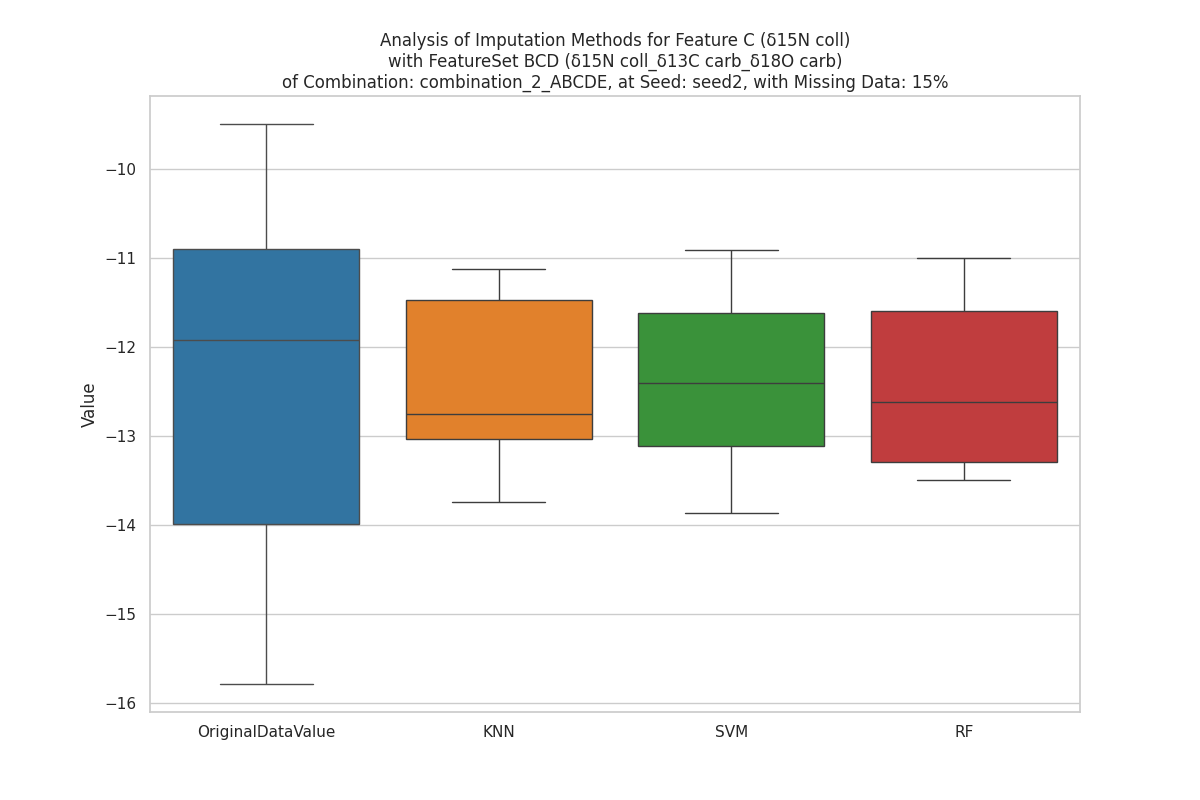 Analysis of Imputation Methods for Feature C (δ15N coll)
with FeatureSet BCD (δ15N coll_δ13C carb_δ18O carb)
of Combination: combination_2_ABCDE, at Seed: seed2, with Missing Data: 15%
Value
−10
−11
−12
−13
−14
−15
−16
OriginalDataValue
KNN
SVM
RF